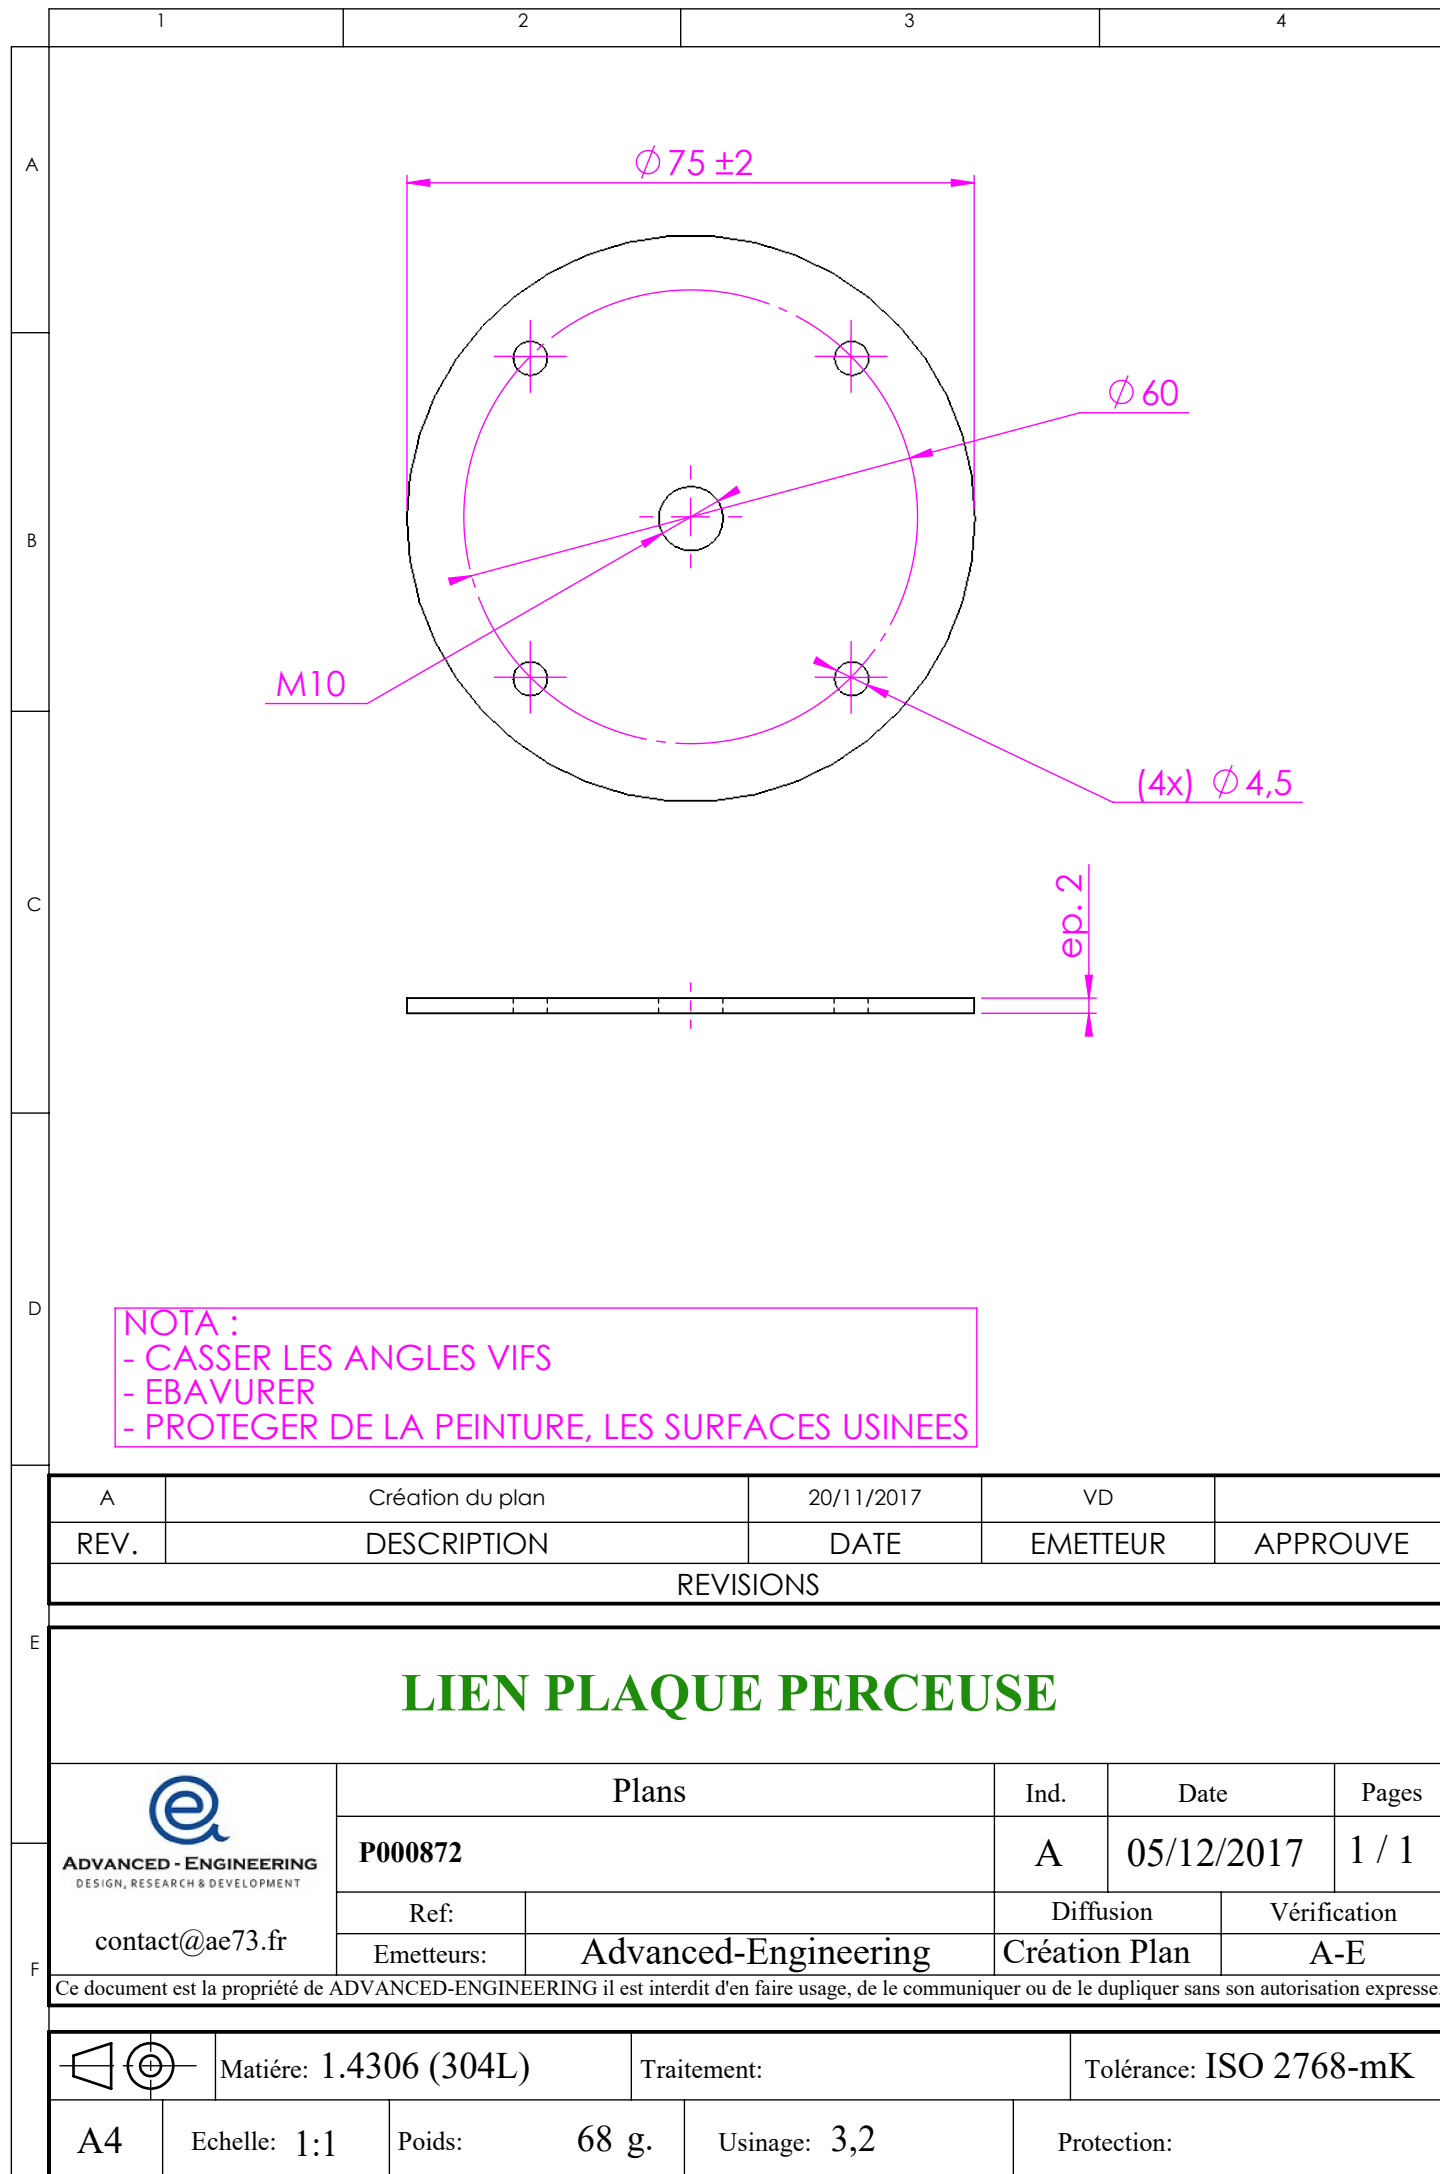 1 2 3 4
A
B
C
D
E
F
∅75 ±2
∅60
M10
(4x) ∅4,5
ep. 2
NOTA :
- CASSER LES ANGLES VIFS
- EBAVURER
- PROTEGER DE LA PEINTURE, LES SURFACES USINEES
A Création du plan 20/11/2017 VD
REV. DESCRIPTION DATE EMETTEUR APPROUVE
REVISIONS
LIEN PLAQUE PERCEUSE
ADVANCED - ENGINEERING
DESIGN, RESEARCH & DEVELOPMENT
contact@ae73.fr
Plans Ind. Date Pages
P000872 A 05/12/2017 1 / 1
Ref: Diffusion Vérification
Emetteurs: Advanced-Engineering Création Plan A-E
Ce document est la propriété de ADVANCED-ENGINEERING il est interdit d'en faire usage, de le communiquer ou de le dupliquer sans son autorisation expresse.
Matiére: 1.4306 (304L) Traitement: Tolérance: ISO 2768-mK
A4 Echelle: 1:1 Poids: 68 g. Usinage: 3,2 Protection: